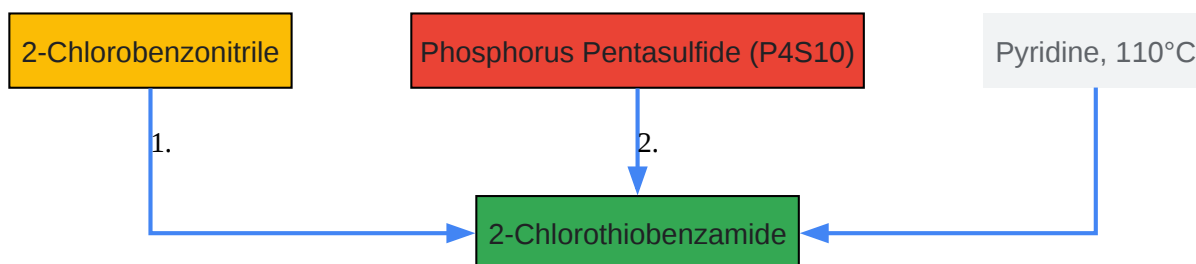 2-Chlorobenzonitrile
Phosphorus Pentasulfide (P4S10)
Pyridine, 110°C
1.
2.
2-Chlorothiobenzamide